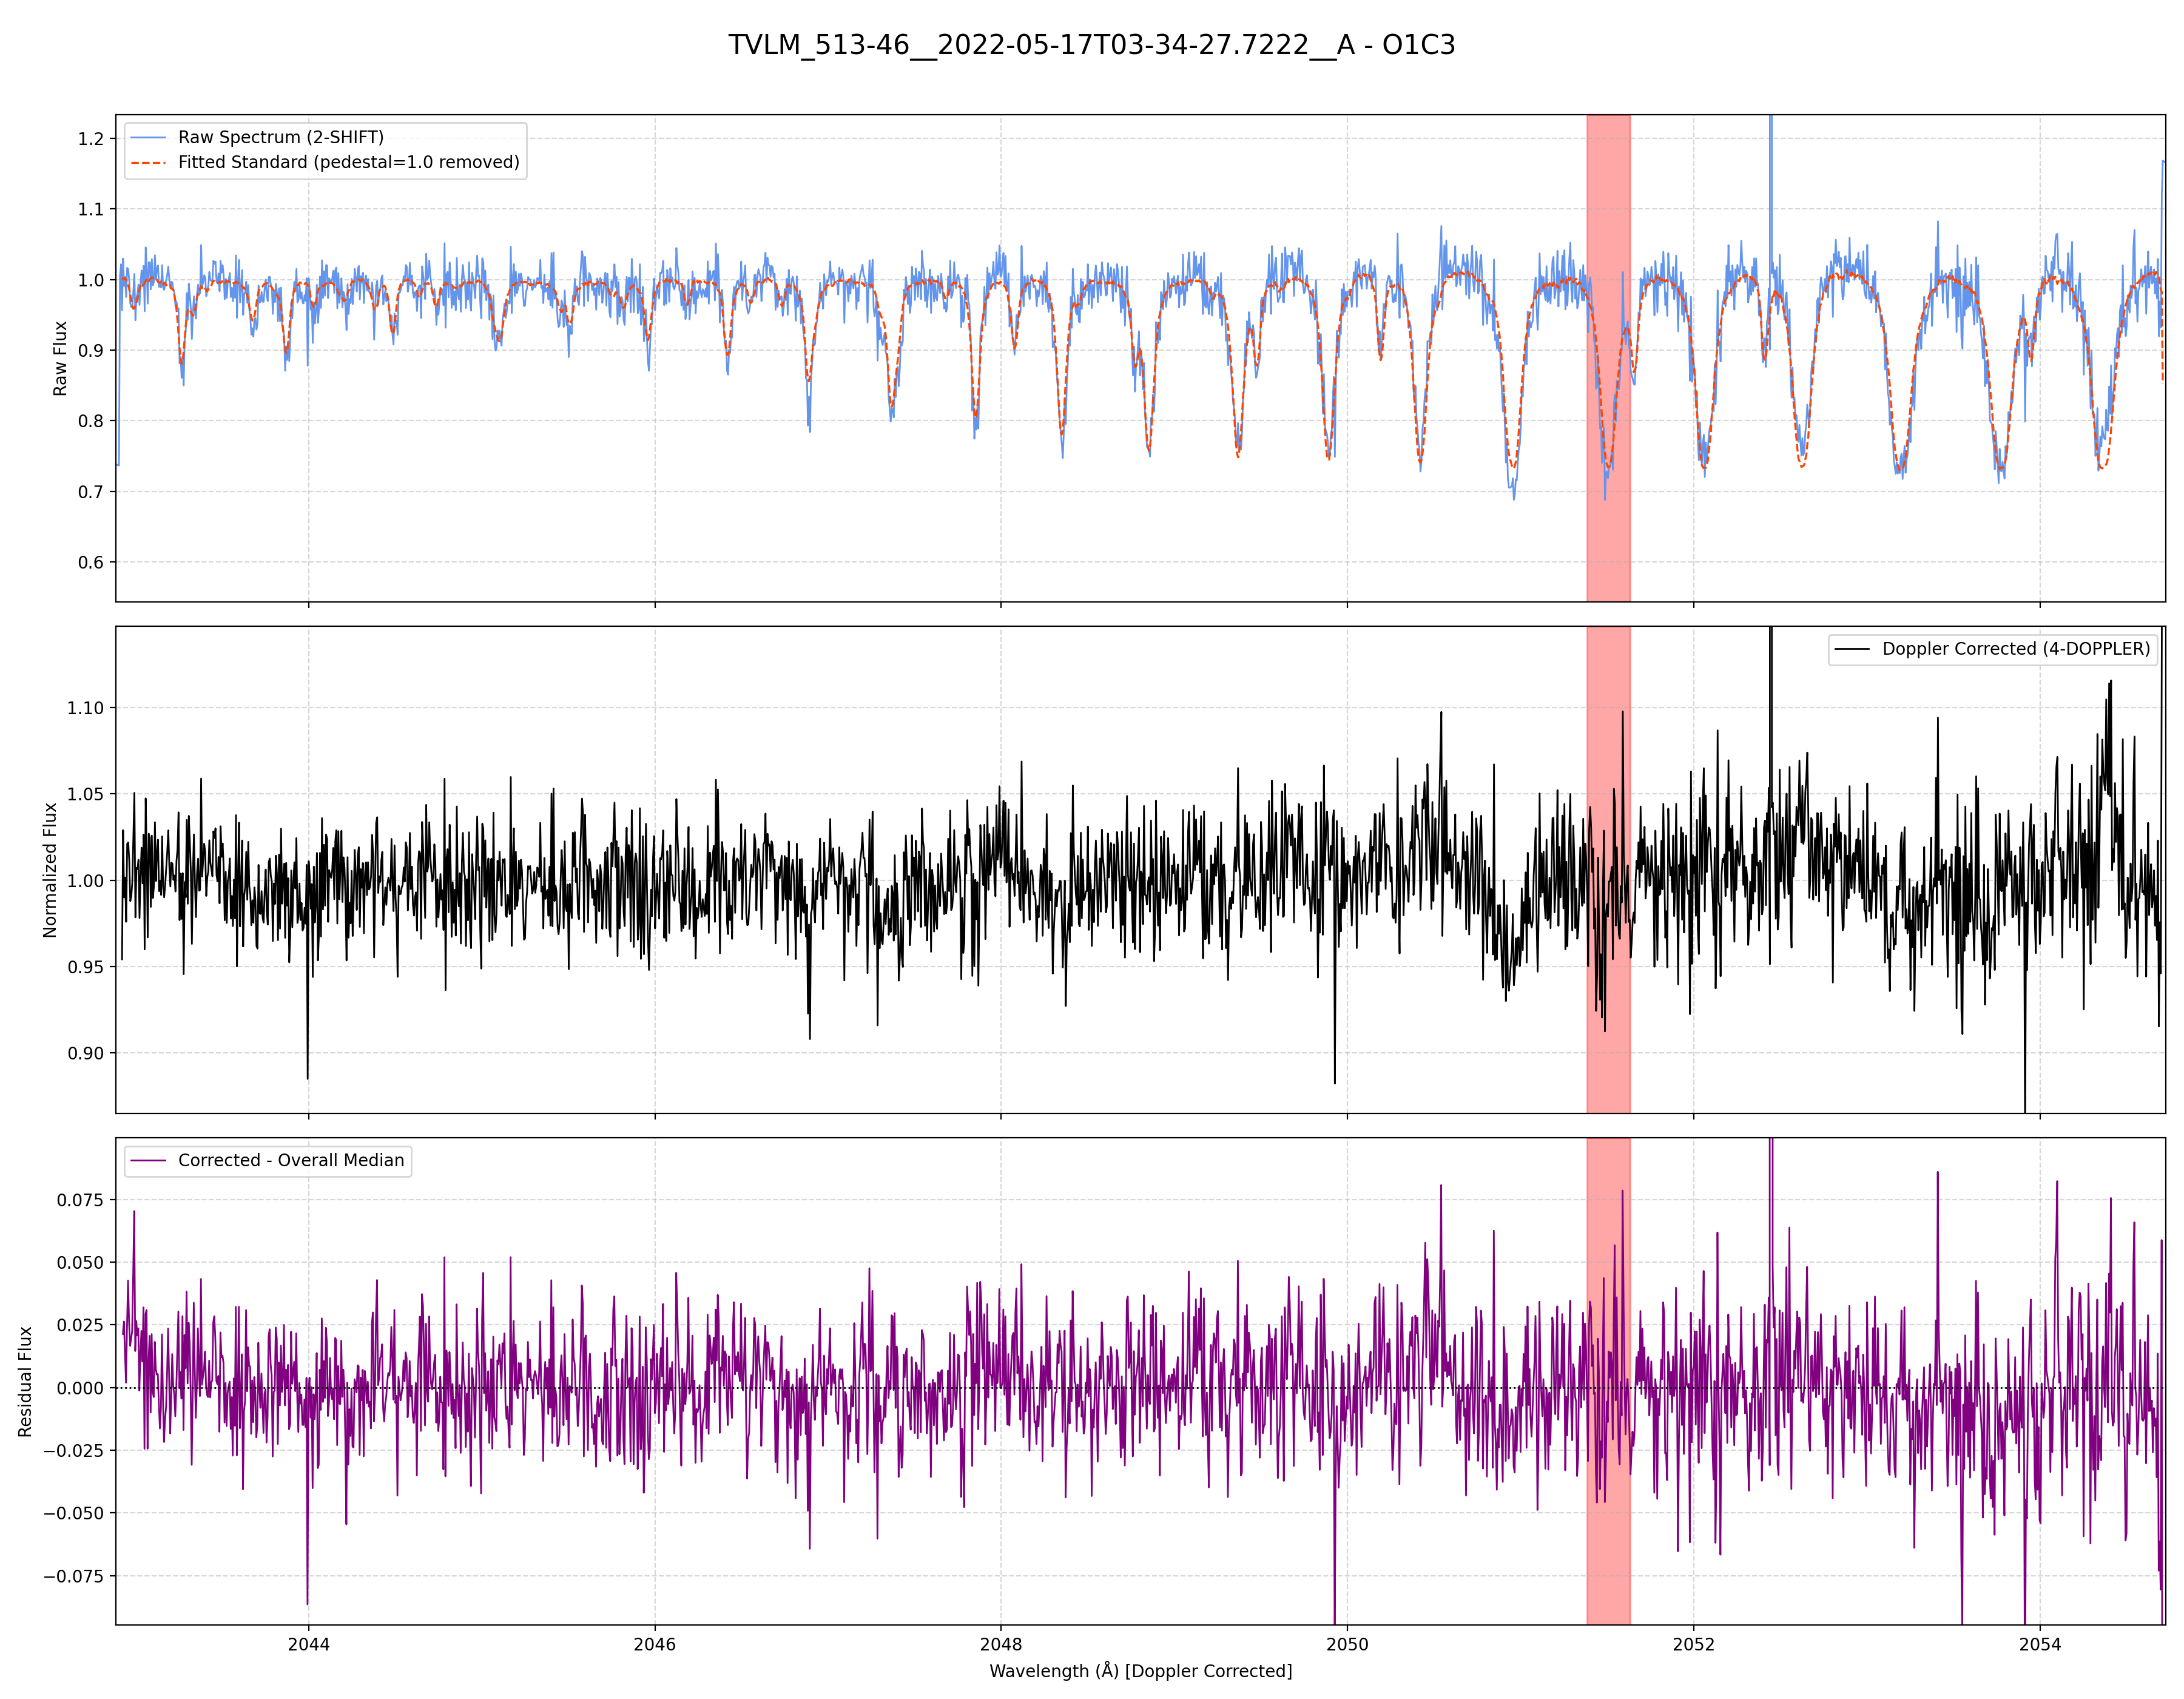 TVLM_513-46__2022-05-17T03-34-27.7222__A - O1C3
Raw Spectrum (2-SHIFT)
Fitted Standard (pedestal=1.0 removed)
Raw Flux
1.2
1.1
1.0
0.9
0.8
0.7
0.6
Doppler Corrected (4-DOPPLER)
Normalized Flux
1.10
1.05
1.00
0.95
0.90
Corrected - Overall Median
Residual Flux
0.075
0.050
0.025
0.000
−0.025
−0.050
−0.075
2044
2046
2048
2050
2052
2054
Wavelength (Å) [Doppler Corrected]